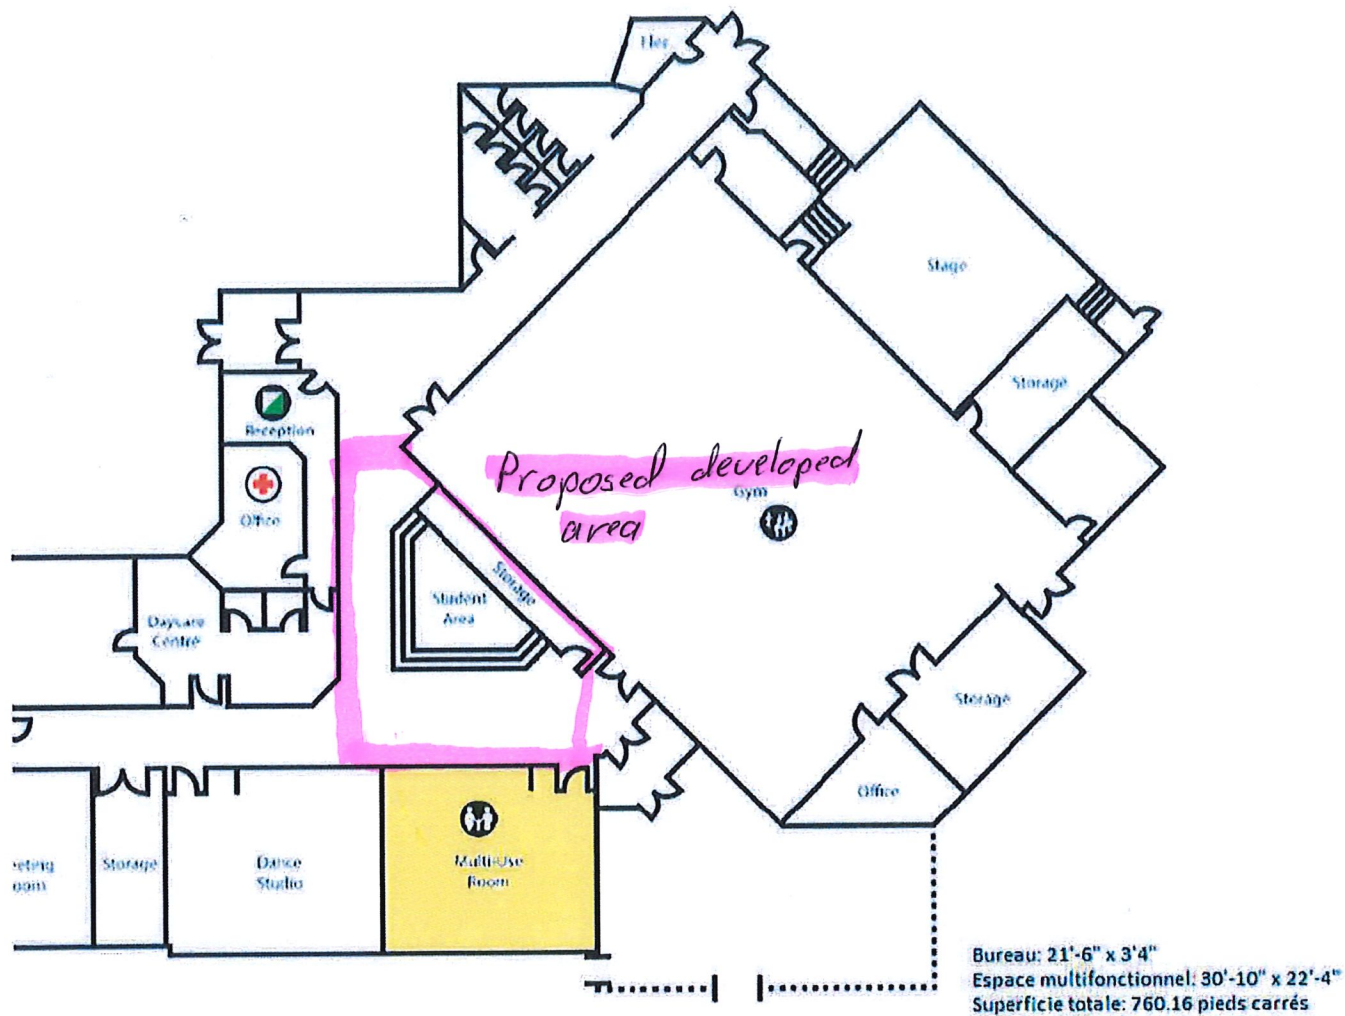 Stage
Storage
Reception
Proposed developed
area
Gym
Office
Storage
Student
Area
Daycare
Centre
Storage
Office
Storage
Dance
Studio
Multi-Use
Room
Bureau: 21'-6" x 3'4"
Espace multifonctionnel: 30'-10" x 22'-4"
Superficie totale: 760.16 pieds carrés